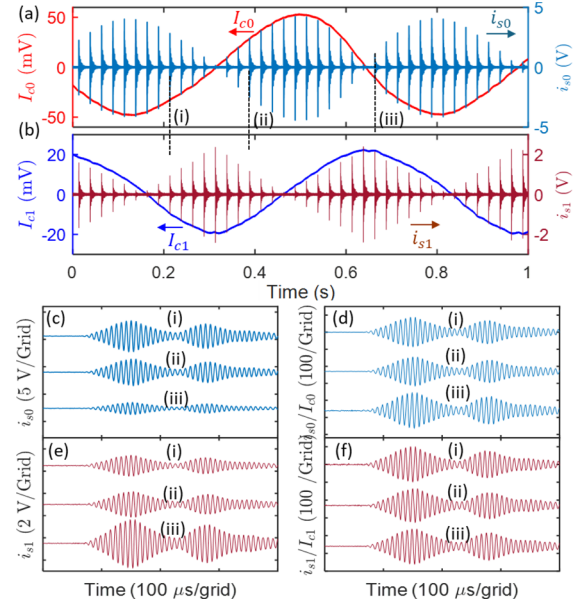 (a)
I_c0
i_s0
50
0
-50
I_c0 (mV)
5
0
-5
i_s0 (V)
(i)
(ii)
(iii)
(b)
20
0
-20
I_c1 (mV)
2
0
-2
i_s1 (V)
I_c1
i_s1
0
0.2
0.4
0.6
0.8
1
Time (s)
(c)
(i)
(ii)
(iii)
i_s0 (5 V/Grid)
(d)
(i)
(ii)
(iii)
i_s0/I_c0 (100/Grid)
(e)
(i)
(ii)
(iii)
i_s1 (2 V/Grid)
(f)
(i)
(ii)
(iii)
i_s1/I_c1 (100 /Grid)
Time (100 μs/grid)
Time (100 μs/grid)